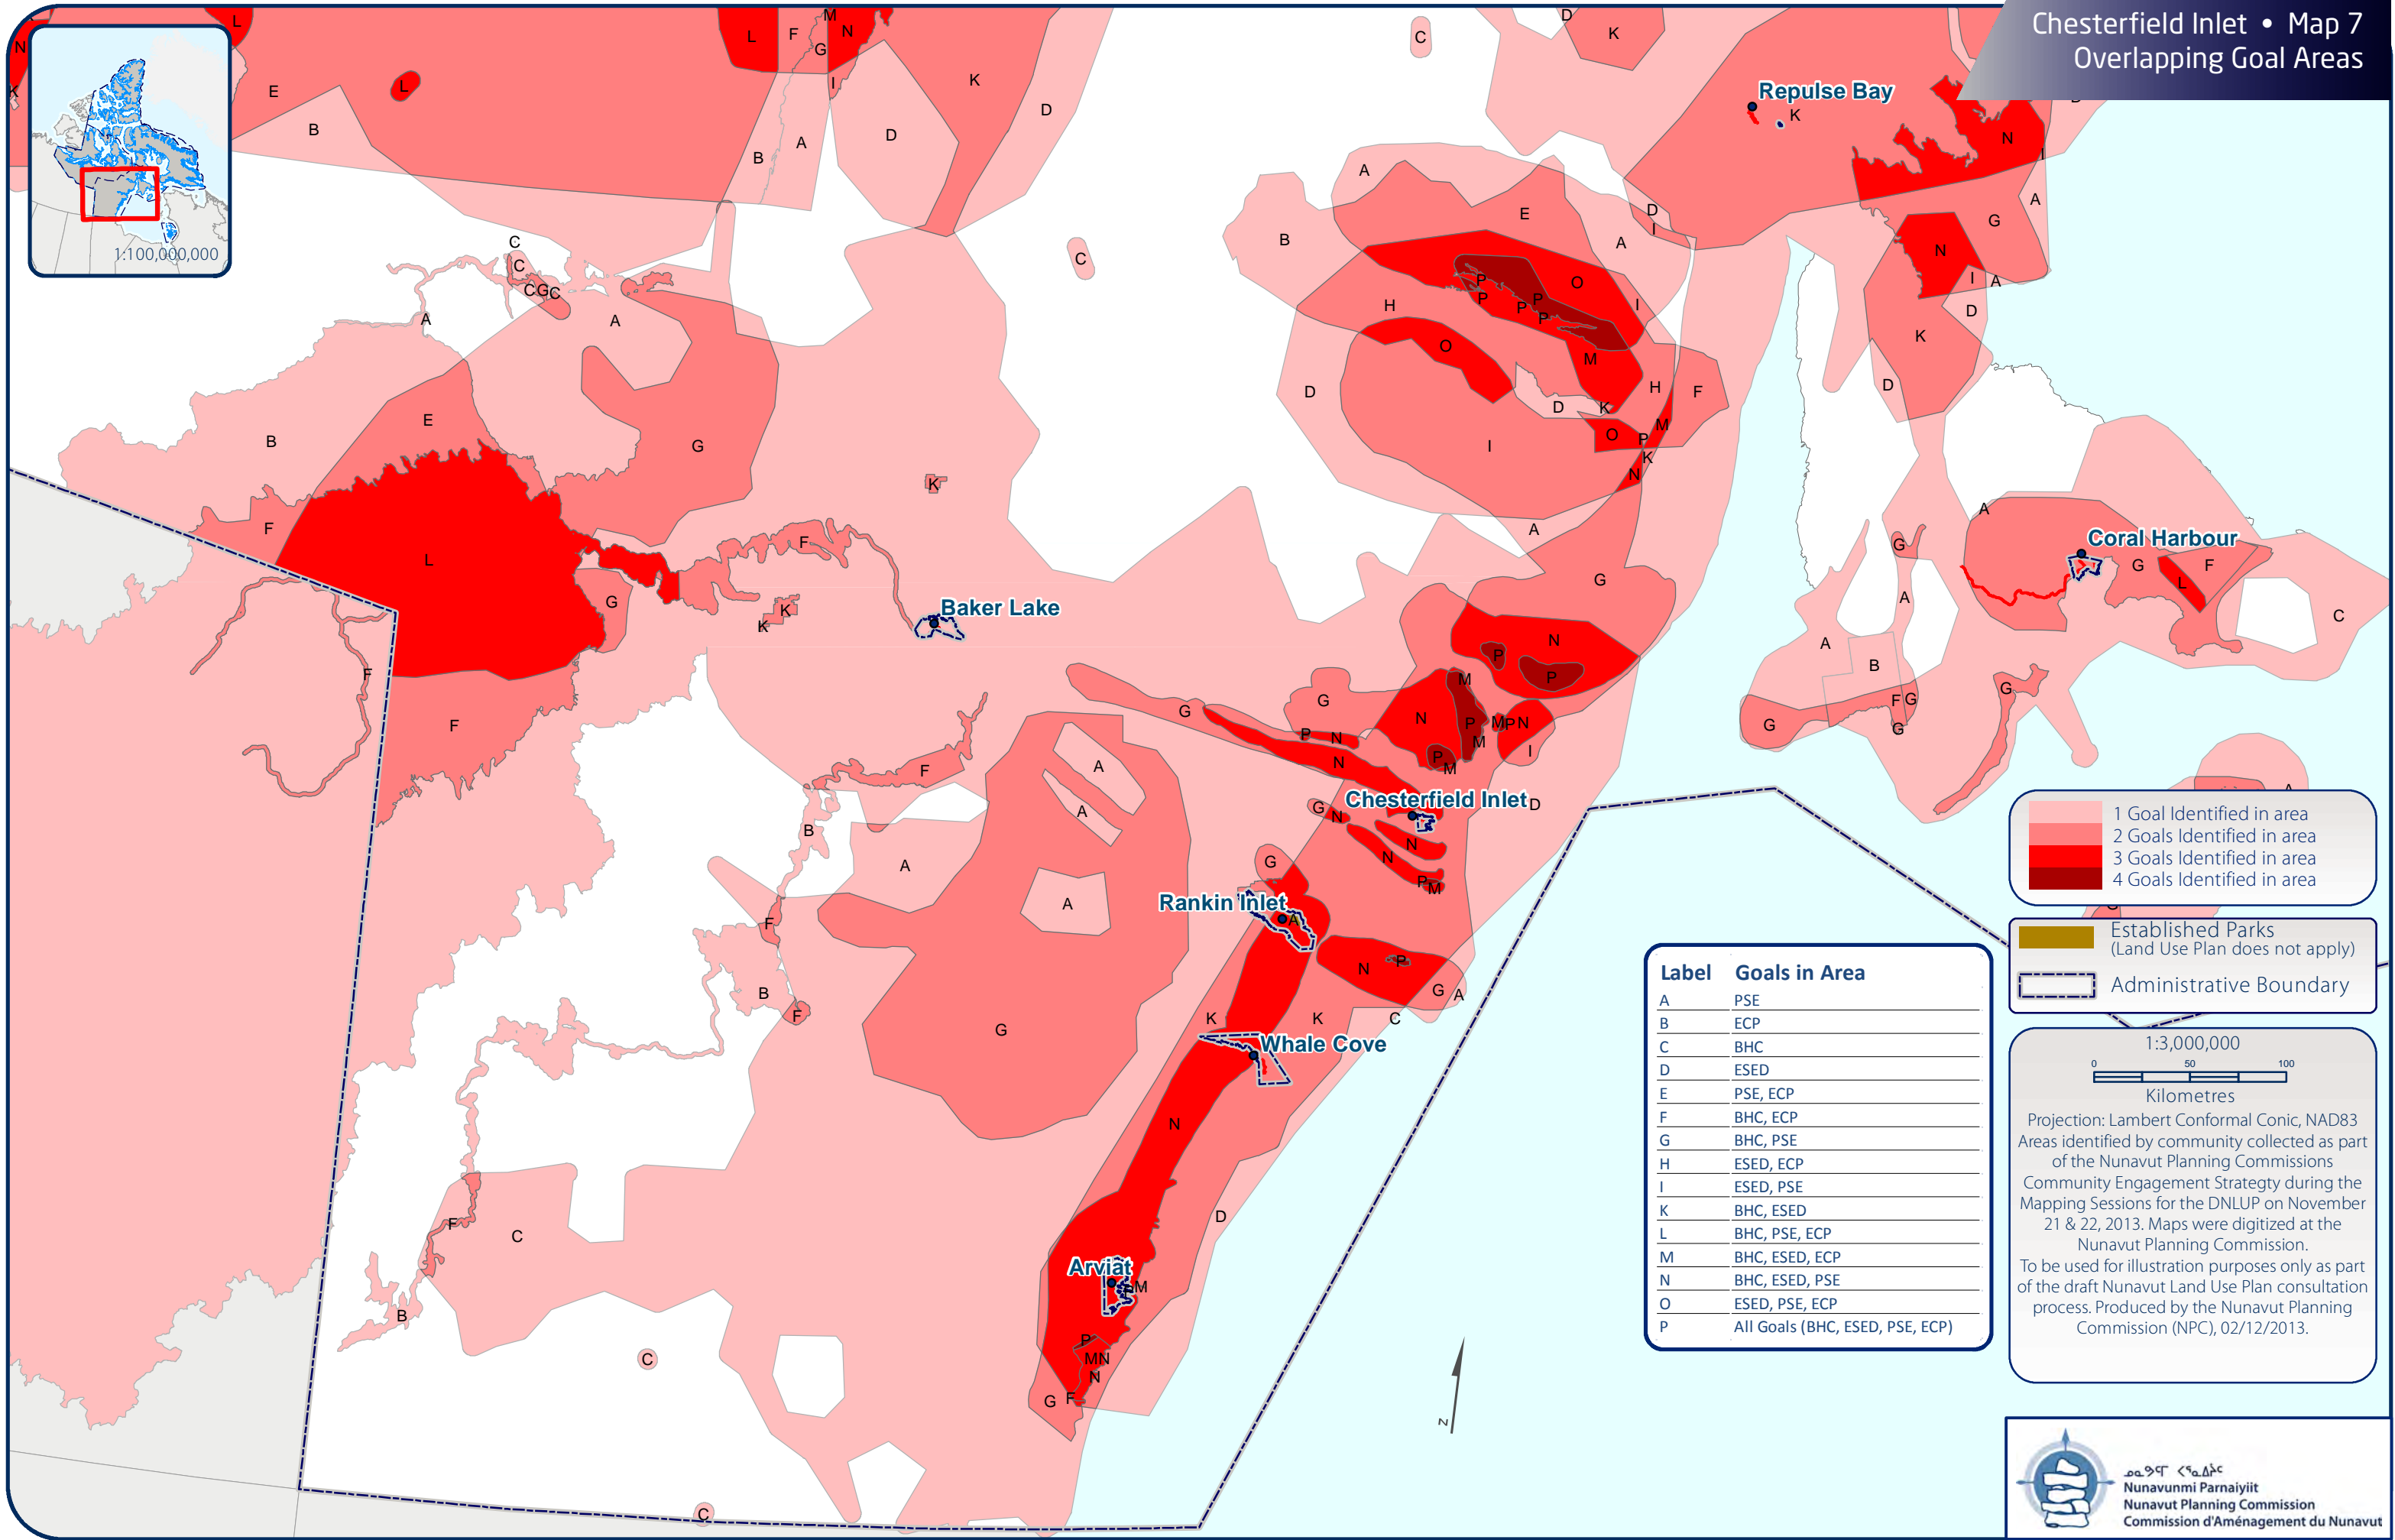 Chesterfield Inlet • Map 7
Overlapping Goal Areas
1:100,000,000
Repulse Bay
Baker Lake
Coral Harbour
Chesterfield Inlet
Rankin Inlet
Whale Cove
Arviat
1 Goal Identified in area
2 Goals Identified in area
3 Goals Identified in area
4 Goals Identified in area
Established Parks
(Land Use Plan does not apply)
Administrative Boundary
Label Goals in Area
A PSE
B ECP
C BHC
D ESED
E PSE, ECP
F BHC, ECP
G BHC, PSE
H ESED, ECP
I ESED, PSE
K BHC, ESED
L BHC, PSE, ECP
M BHC, ESED, ECP
N BHC, ESED, PSE
O ESED, PSE, ECP
P All Goals (BHC, ESED, PSE, ECP)
1:3,000,000
0 50 100
Kilometres
Projection: Lambert Conformal Conic, NAD83
Areas identified by community collected as part
of the Nunavut Planning Commissions
Community Engagement Strategty during the
Mapping Sessions for the DNLUP on November
21 & 22, 2013. Maps were digitized at the
Nunavut Planning Commission.
To be used for illustration purposes only as part
of the draft Nunavut Land Use Plan consultation
process. Produced by the Nunavut Planning
Commission (NPC), 02/12/2013.
N
ᓄᓇᕗᒻᒥ ᐸᕐᓇᐃᔨᑦ
Nunavunmi Parnaiyiit
Nunavut Planning Commission
Commission d'Aménagement du Nunavut